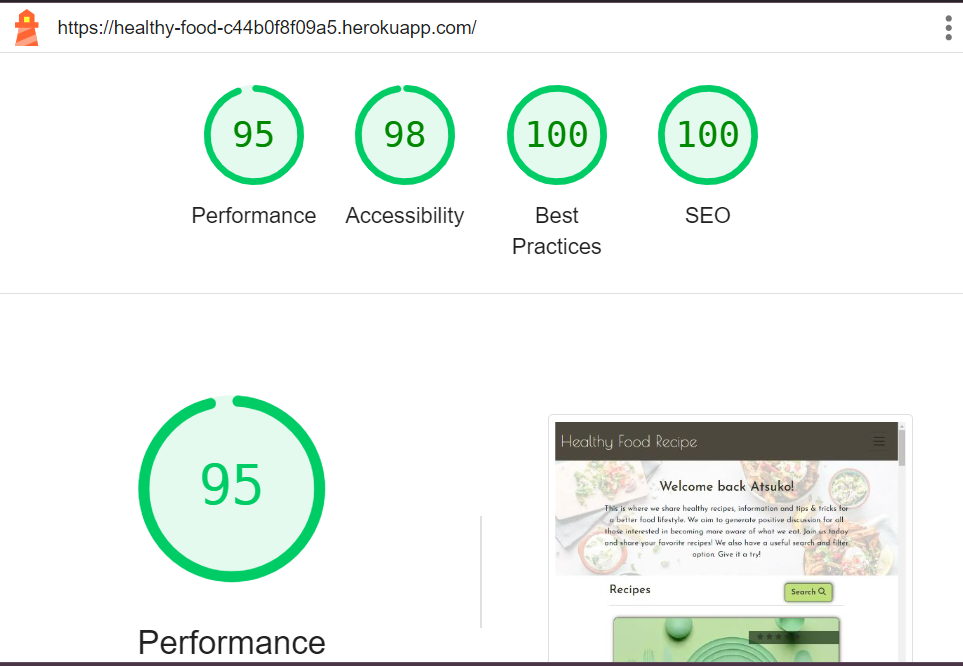 https://healthy-food-c44b0f8f09a5.herokuapp.com/
95
98
100
100
Performance
Accessibility
Best
Practices
SEO
95
Performance
Healthy Food Recipe
Welcome back Atsuko!
This is where we share healthy recipes, information and tips & tricks for
a better food lifestyle. We aim to generate positive discussion for all
those interested in becoming more aware of what we eat. Join us today
and share your favorite recipes! We also have a useful search and filter
option. Give it a try!
Recipes
Search